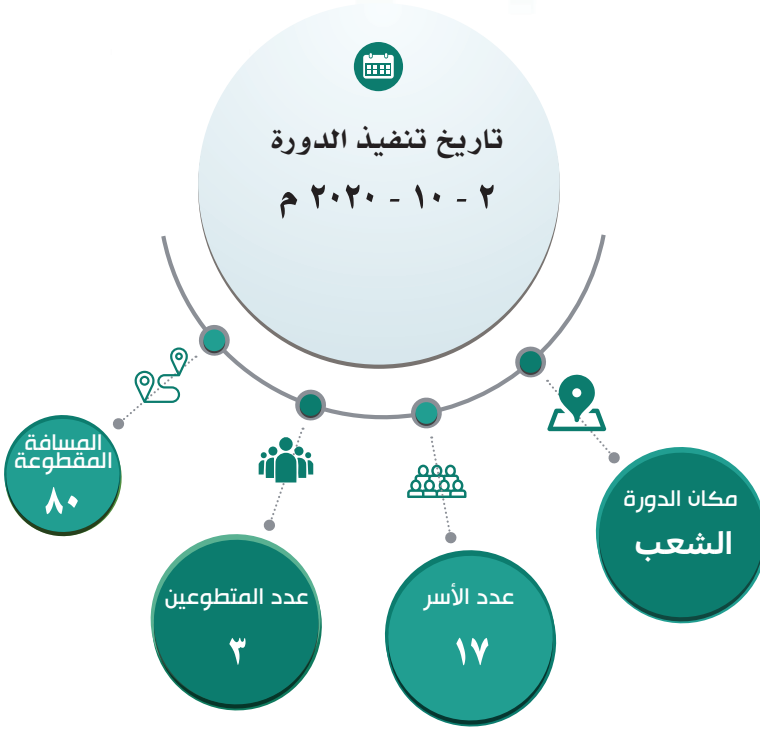 تاريخ تنفيذ الدورة
٢ - ١٠ - ٢٠٢٠ م
مكان الدورة
الشعب
عدد الأسر
١٧
عدد المتطوعين
٣
المسافة
المقطوعة
٨٠